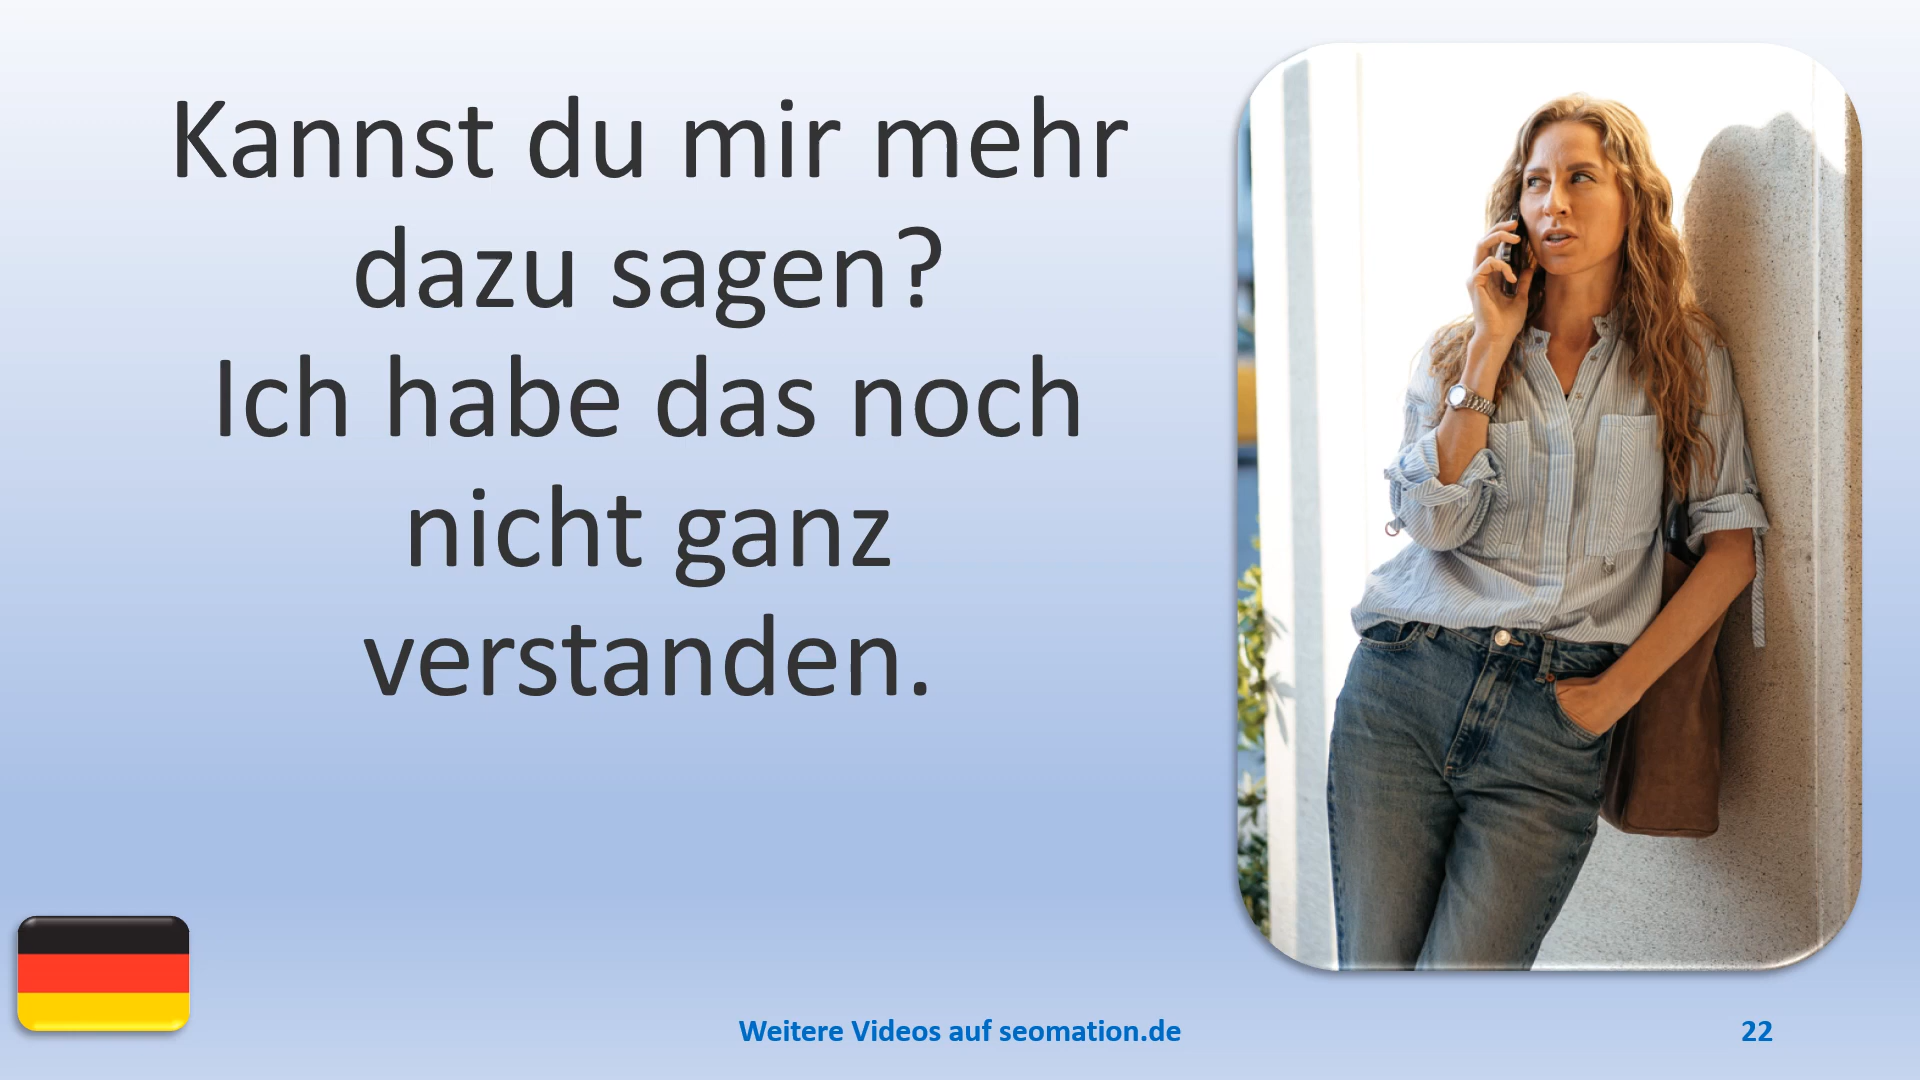 Kannst du mir mehr
dazu sagen?
Ich habe das noch
nicht ganz
verstanden.
Weitere Videos auf seomation.de
22